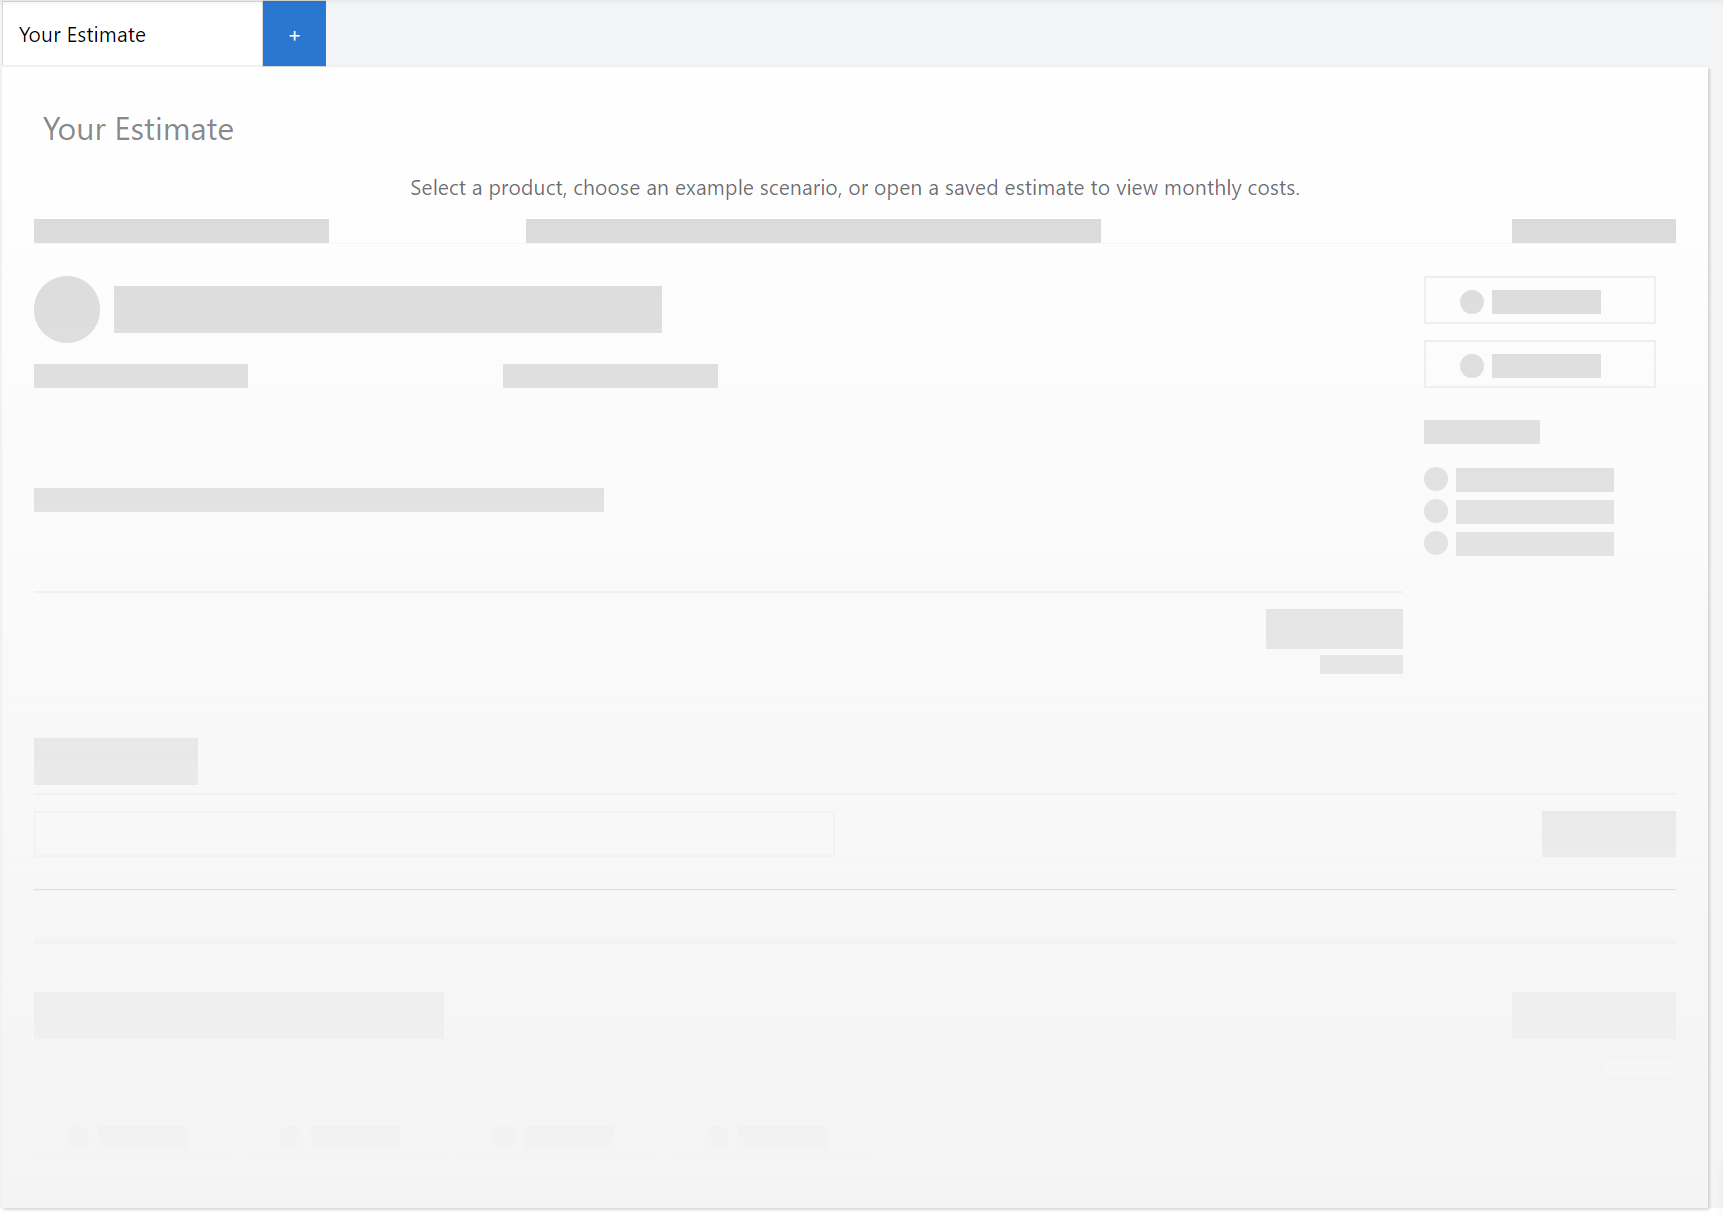 Your Estimate
+
Your Estimate
Select a product, choose an example scenario, or open a saved estimate to view monthly costs.